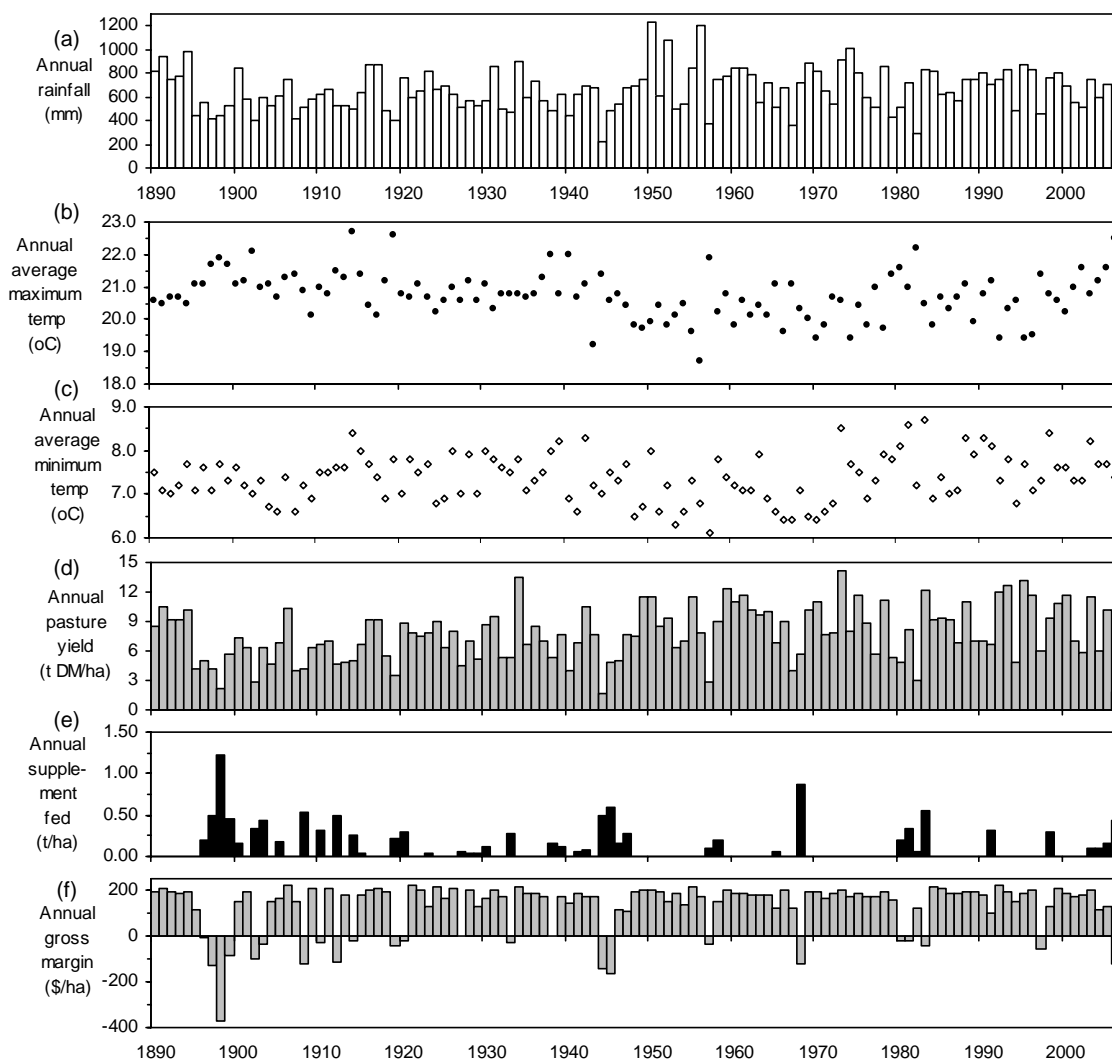 (a)
Annual
rainfall
(mm)
1200
1000
800
600
400
200
0
1890 1900 1910 1920 1930 1940 1950 1960 1970 1980 1990 2000
(b)
Annual
average
maximum
temp
(oC)
23.0
22.0
21.0
20.0
19.0
18.0
(c)
Annual
average
minimum
temp
(oC)
9.0
8.0
7.0
6.0
(d)
Annual
pasture
yield
(t DM/ha)
15
12
9
6
3
0
(e)
Annual
supple-
ment
fed
(t/ha)
1.50
1.00
0.50
0.00
(f)
Annual
gross
margin
($/ha)
200
0
-200
-400
1890 1900 1910 1920 1930 1940 1950 1960 1970 1980 1990 2000